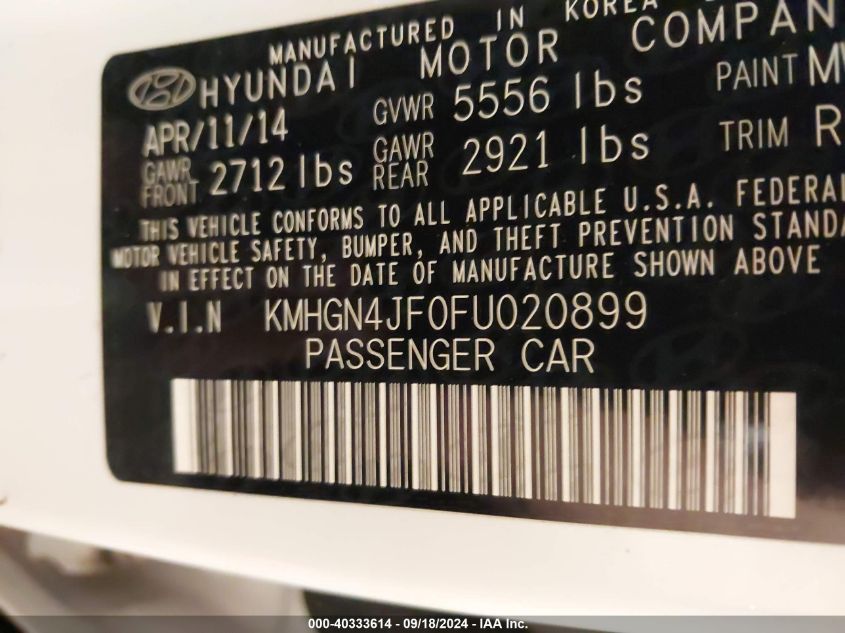 MANUFACTURED IN KOREA
HYUNDAI MOTOR COMPAN
APR/11/14 GVWR 5556 lbs PAINT
GAWR FRONT 2712 lbs GAWR REAR 2921 lbs TRIM R
THIS VEHICLE CONFORMS TO ALL APPLICABLE U.S.A. FEDERAL
MOTOR VEHICLE SAFETY, BUMPER, AND THEFT PREVENTION STANDA
IN EFFECT ON THE DATE OF MANUFACTURE SHOWN ABOVE
V.I.N KMHGN4JF0FU020899
PASSENGER CAR
000-40333614 - 09/18/2024 - IAA Inc.